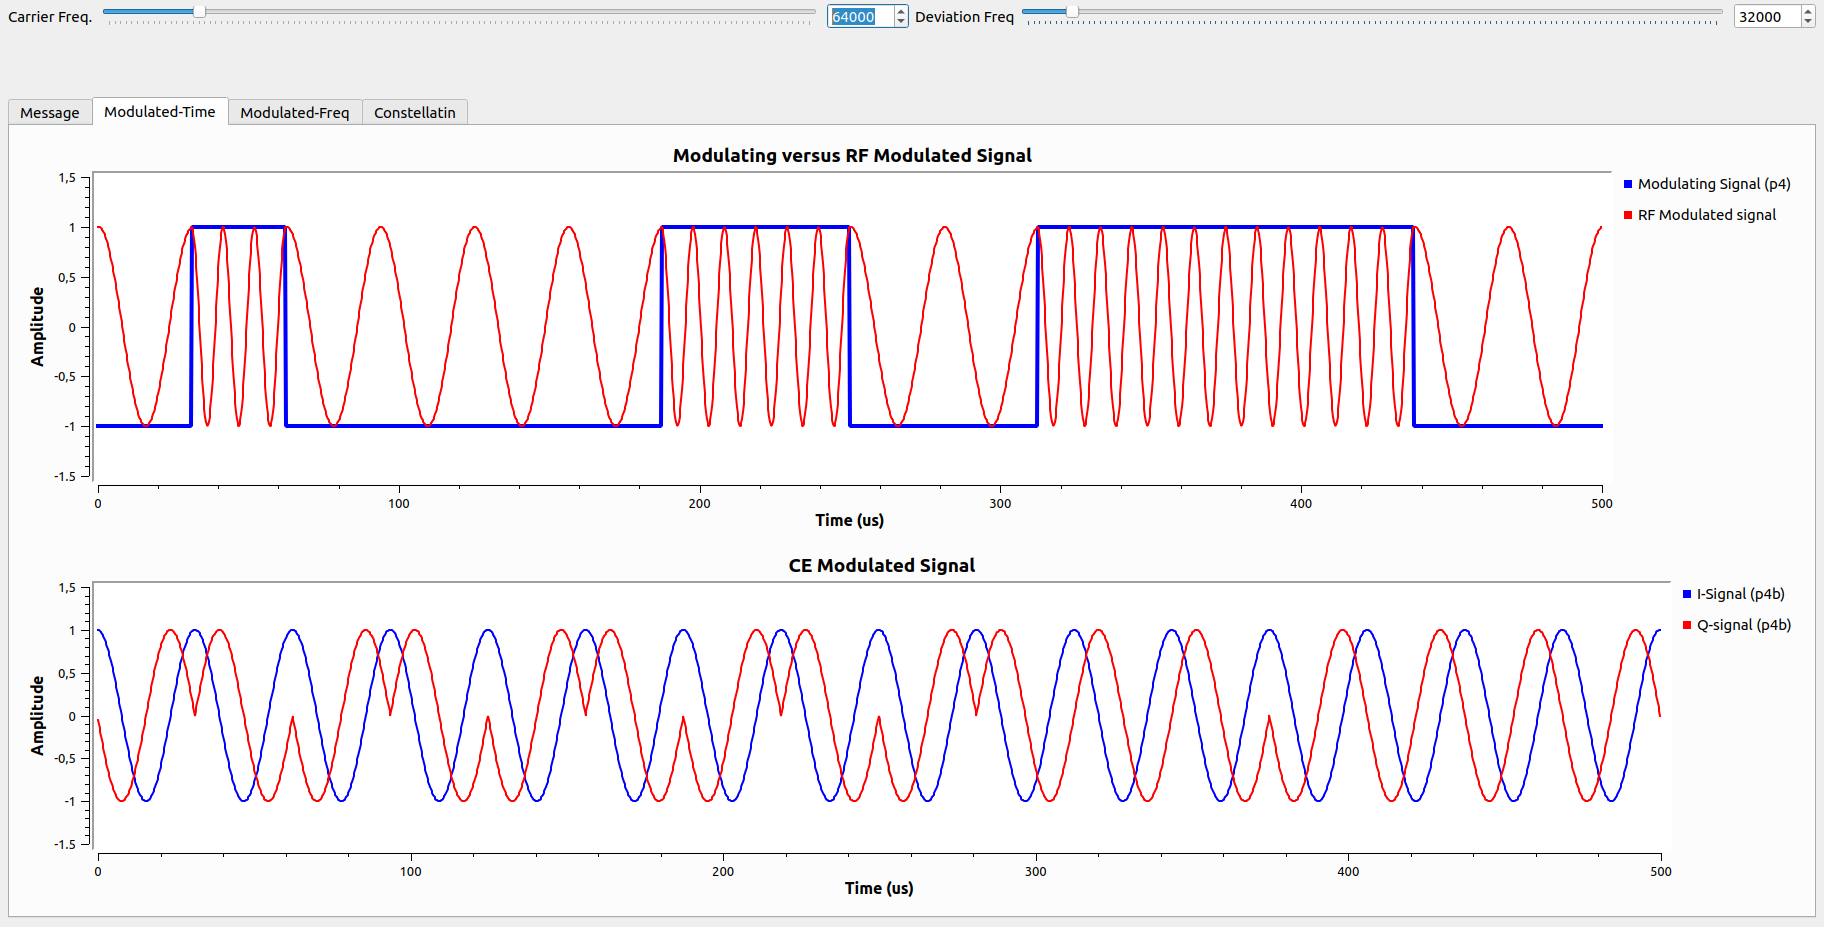 Carrier Freq. 64000 Deviation Freq 32000
Message Modulated-Time Modulated-Freq Constellatin
Modulating versus RF Modulated Signal
1,5
1
0,5
0
-0,5
-1
-1.5
Amplitude
0 100 200 300 400 500
Time (us)
Modulating Signal (p4)
RF Modulated signal
CE Modulated Signal
1,5
1
0,5
0
-0,5
-1
-1.5
Amplitude
0 100 200 300 400 500
Time (us)
I-Signal (p4b)
Q-signal (p4b)